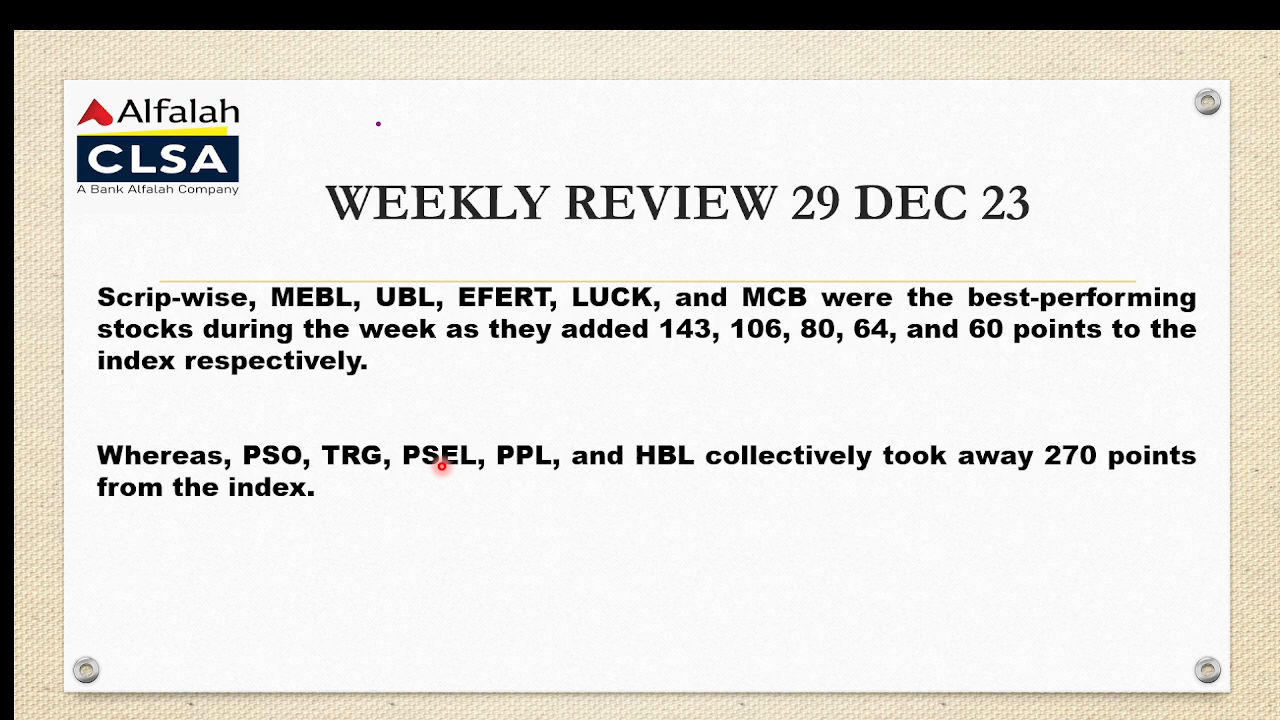 Alfalah
CLSA
A Bank Alfalah Company
WEEKLY REVIEW 29 DEC 23
Scrip-wise, MEBL, UBL, EFERT, LUCK, and MCB were the best-performing
stocks during the week as they added 143, 106, 80, 64, and 60 points to the
index respectively.
Whereas, PSO, TRG, PSEL, PPL, and HBL collectively took away 270 points
from the index.